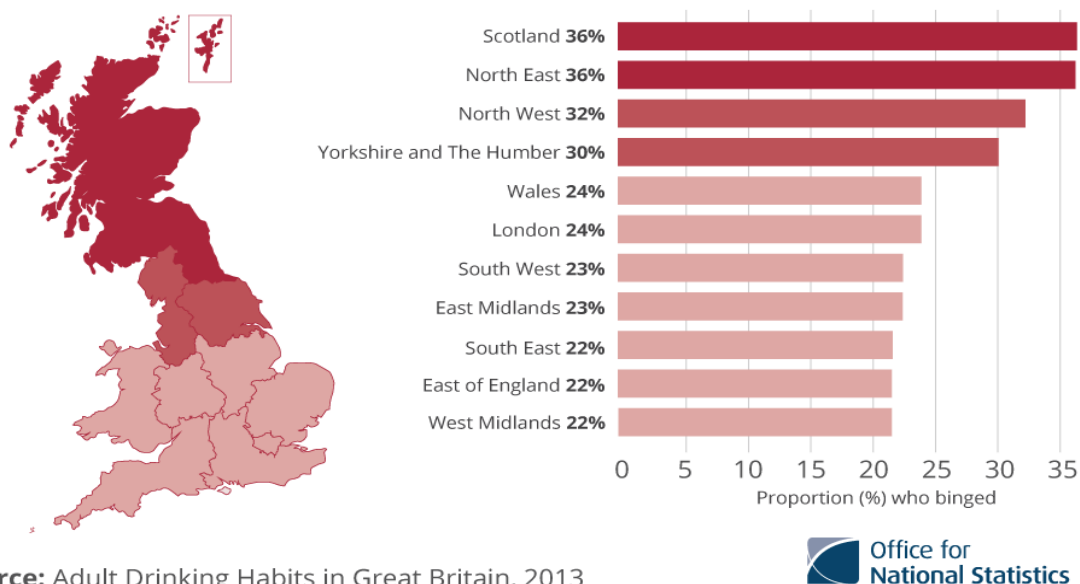 Scotland 36%
North East 36%
North West 32%
Yorkshire and The Humber 30%
Wales 24%
London 24%
South West 23%
East Midlands 23%
South East 22%
East of England 22%
West Midlands 22%
0 5 10 15 20 25 30 35
Proportion (%) who binged
rce: Adult Drinking Habits in Great Britain, 2013
Office for
National Statistics